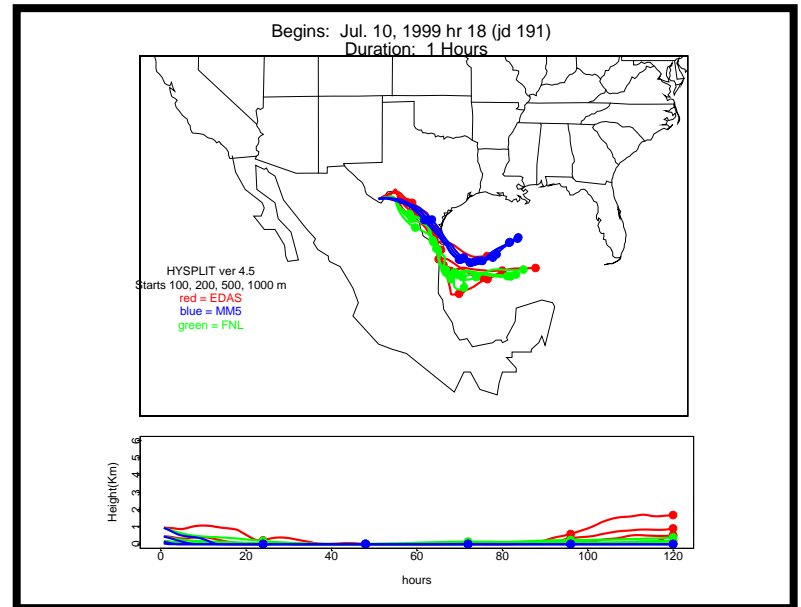 Begins: Jul. 10, 1999 hr 18 (jd 191)
Duration: 1 Hours
HYSPLIT ver 4.5
Starts 100, 200, 500, 1000 m
red = EDAS
blue = MM5
green = FNL
Height(Km)
6
5
4
3
2
1
0
0 20 40 60 80 100 120
hours